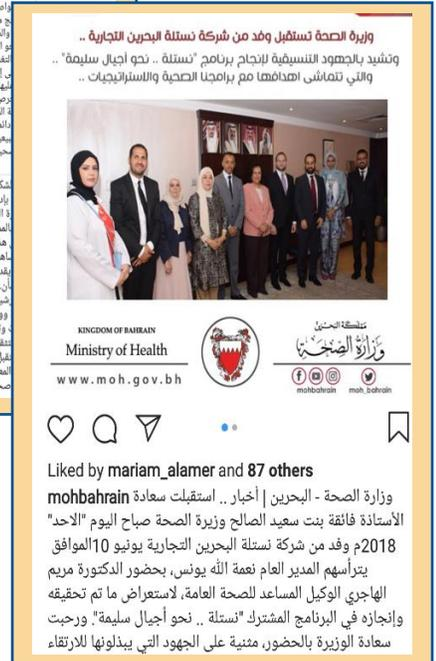 وزيرة الصحة تستقبل وفد من شركة نستلة البحرين التجارية ..
وتشيد بالجهود التنسيقية لإنجاح برنامج "نستلة .. نحو أجيال سليمة" ..
والتي تتماشى اهدافها مع برامجنا الصحية والاستراتيجيات ..
KINGDOM OF BAHRAIN
Ministry of Health
www.moh.gov.bh
مملكة البحرين
وزارة الصحة
mohbahrain
moh_bahrain
Liked by mariam_alamer and 87 others
mohbahrain وزارة الصحة - البحرين | أخبار .. استقبلت سعادة
الأستاذة فائقة بنت سعيد الصالح وزيرة الصحة صباح اليوم "الاحد"
2018م وفد من شركة نستلة البحرين التجارية يونيو 10الموافق
يترأسهم المدير العام نعمة الله يونس، بحضور الدكتورة مريم
الهاجري الوكيل المساعد للصحة العامة، لاستعراض ما تم تحقيقه
وإنجازه في البرنامج المشترك "نستلة .. نحو أجيال سليمة". ورحبت
سعادة الوزيرة بالحضور، مثنية على الجهود التي يبذلونها للارتقاء